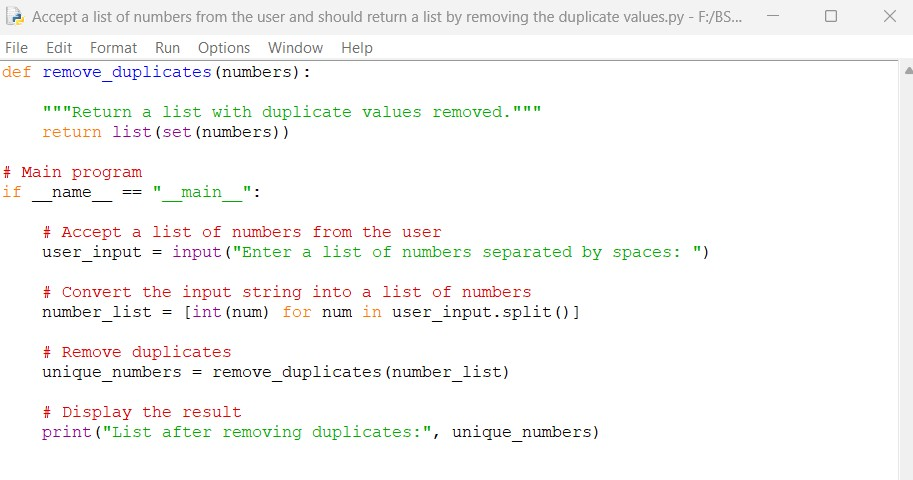 Accept a list of numbers from the user and should return a list by removing the duplicate values.py - F:/BS...
File Edit Format Run Options Window Help
def remove_duplicates(numbers):
    """Return a list with duplicate values removed."""
    return list(set(numbers))
# Main program
if __name__ == "__main__":
    # Accept a list of numbers from the user
    user_input = input("Enter a list of numbers separated by spaces: ")
    # Convert the input string into a list of numbers
    number_list = [int(num) for num in user_input.split()]
    # Remove duplicates
    unique_numbers = remove_duplicates(number_list)
    # Display the result
    print("List after removing duplicates:", unique_numbers)